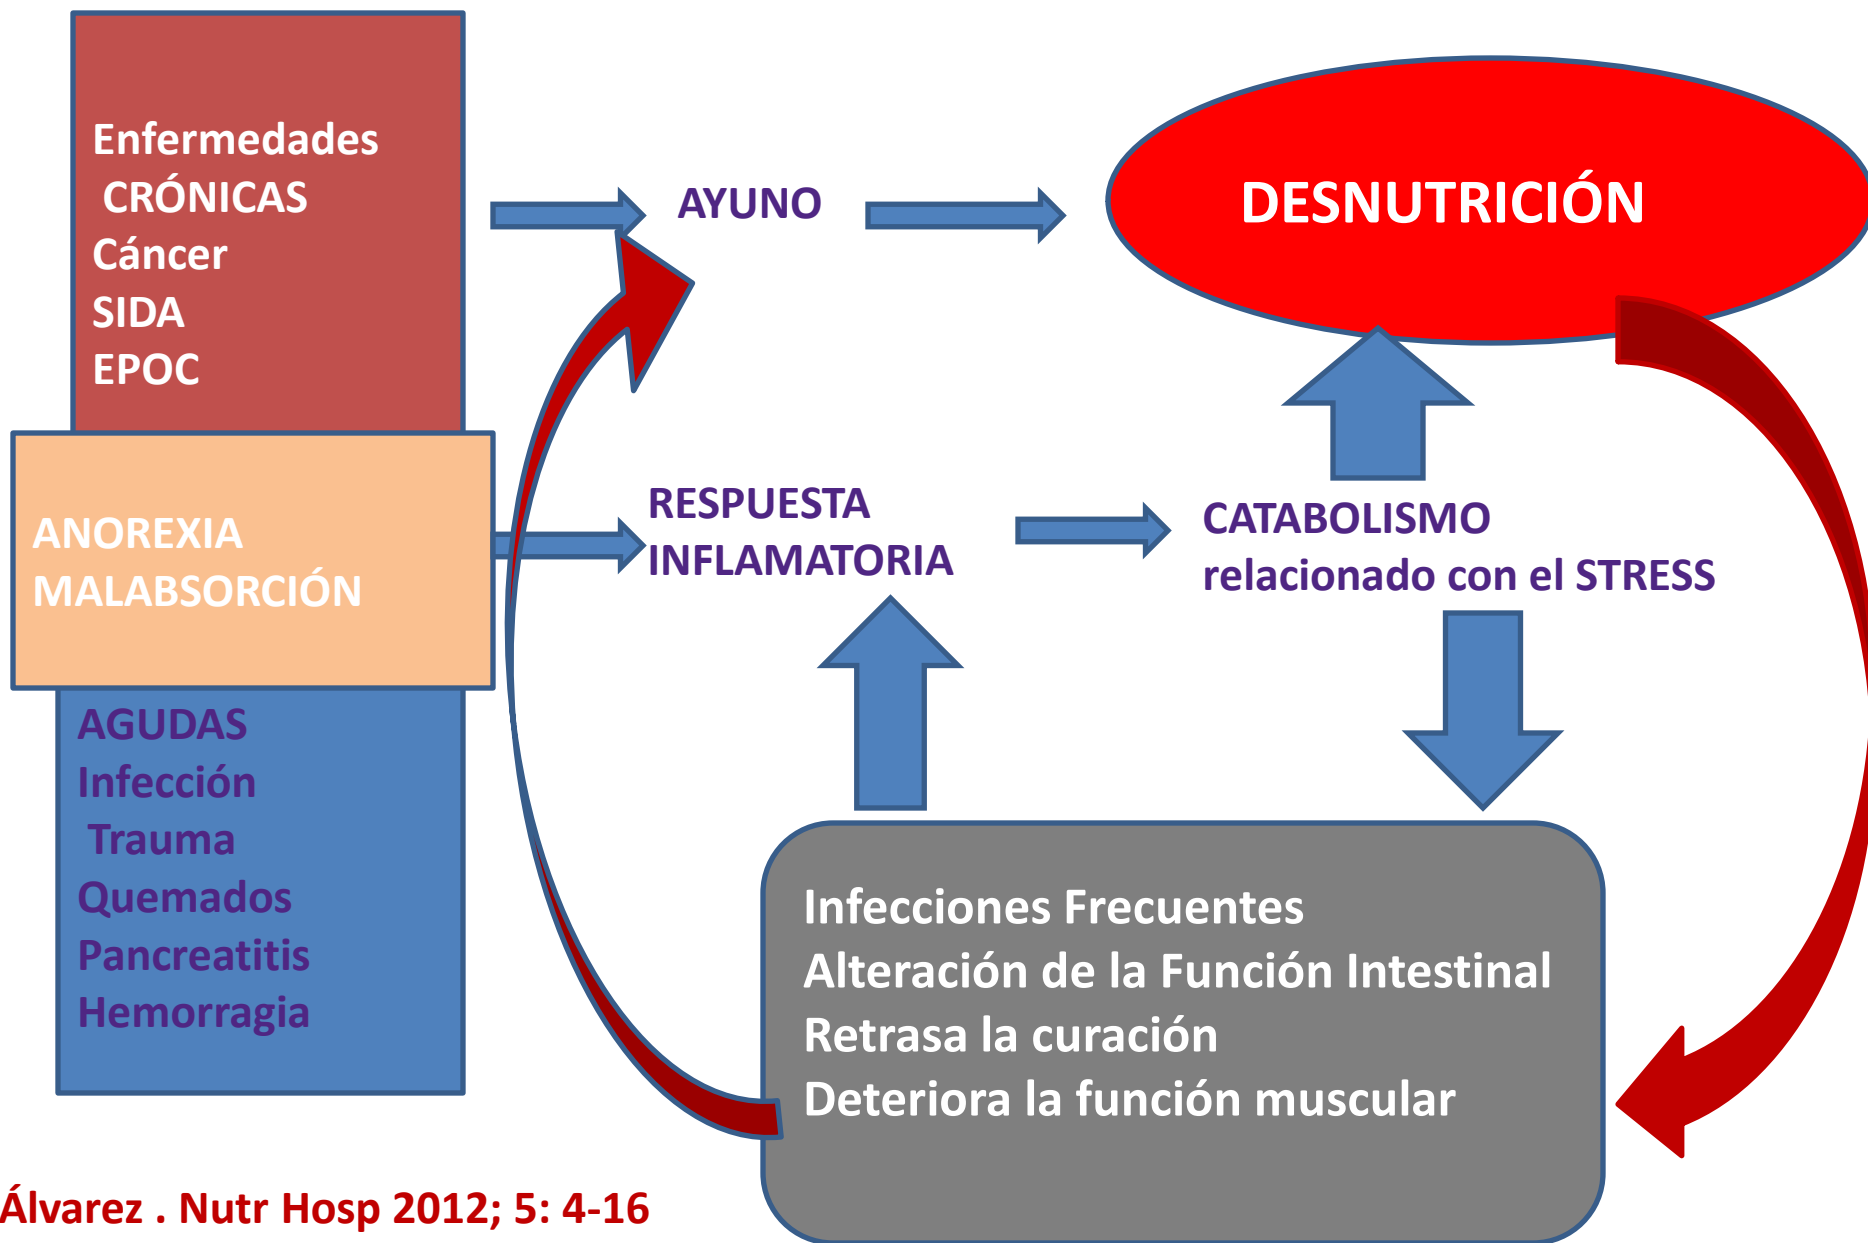 Enfermedades
CRÓNICAS
Cáncer
SIDA
EPOC
ANOREXIA
MALABSORCIÓN
AGUDAS
Infección
Trauma
Quemados
Pancreatitis
Hemorragia
AYUNO
DESNUTRICIÓN
RESPUESTA
INFLAMATORIA
CATABOLISMO
relacionado con el STRESS
Infecciones Frecuentes
Alteración de la Función Intestinal
Retrasa la curación
Deteriora la función muscular
Álvarez . Nutr Hosp 2012; 5: 4-16